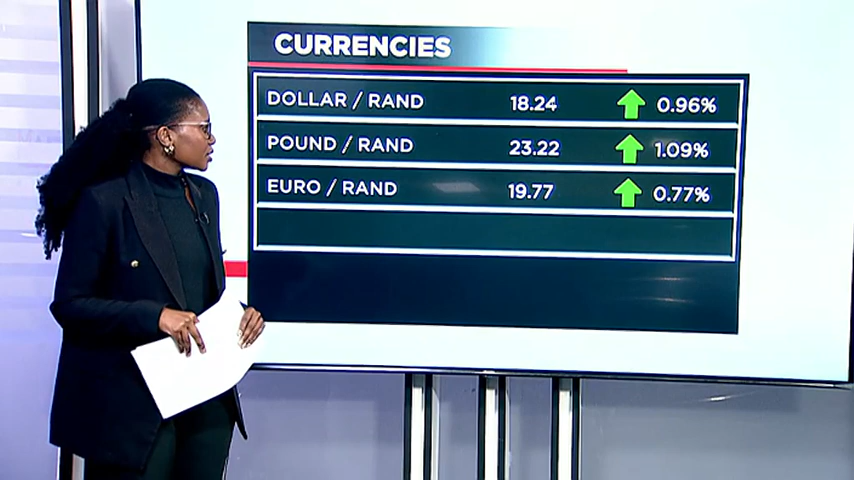 CURRENCIES
DOLLAR / RAND 18.24 0.96%
POUND / RAND 23.22 1.09%
EURO / RAND 19.77 0.77%